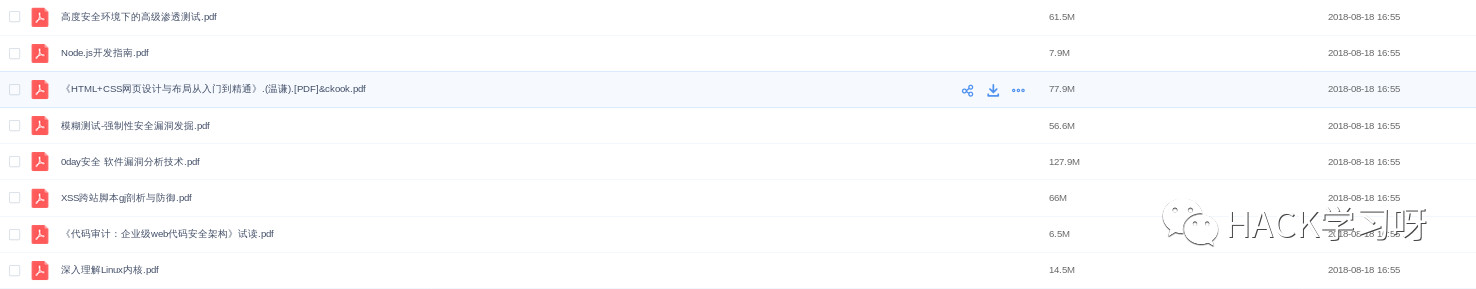 高度安全环境下的高级渗透测试.pdf 61.5M 2018-08-18 16:55
Node.js开发指南.pdf 7.9M 2018-08-18 16:55
《HTML+CSS网页设计与布局从入门到精通》.(温谦).[PDF]&ckook.pdf 77.9M 2018-08-18 16:55
模糊测试-强制性安全漏洞发掘.pdf 56.6M 2018-08-18 16:55
0day安全 软件漏洞分析技术.pdf 127.9M 2018-08-18 16:55
XSS跨站脚本gj剖析与防御.pdf 66M 2018-08-18 16:55
《代码审计：企业级web代码安全架构》试读.pdf 6.5M 2018-08-18 16:55
HACK学习呀
深入理解Linux内核.pdf 14.5M 2018-08-18 16:55